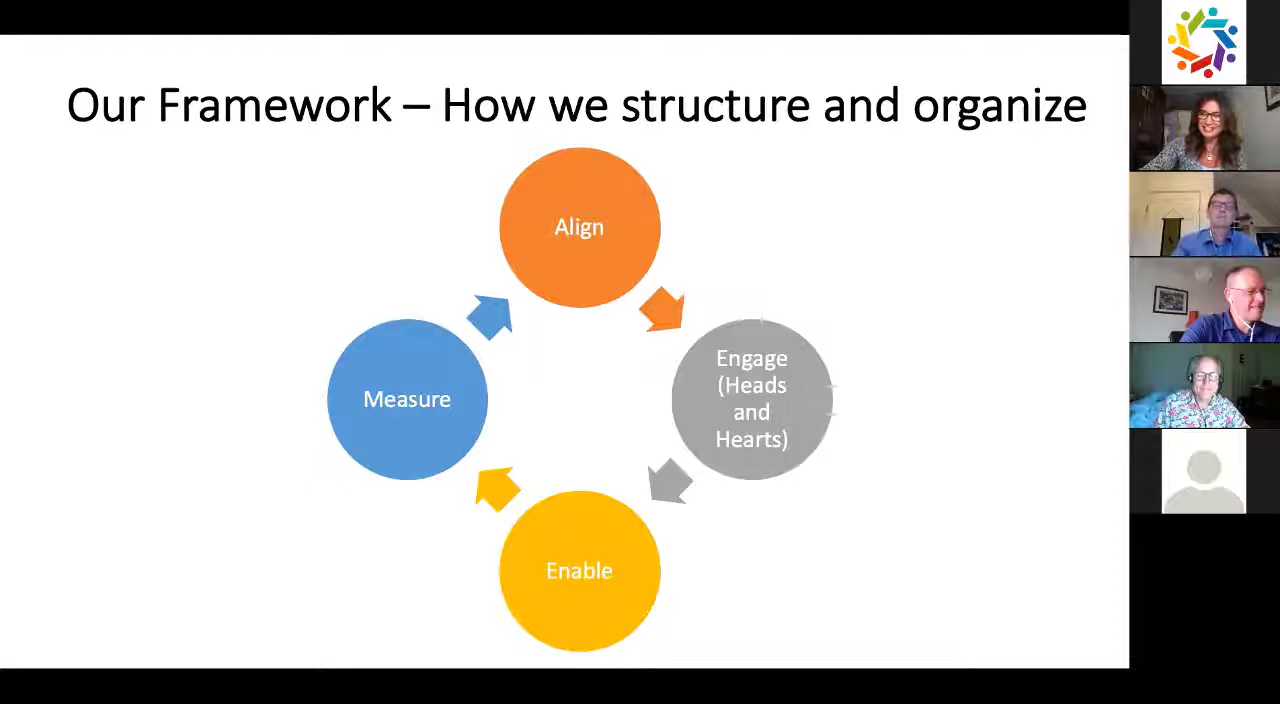 Our Framework – How we structure and organize
Align
Engage
(Heads
and
Hearts)
Measure
Enable